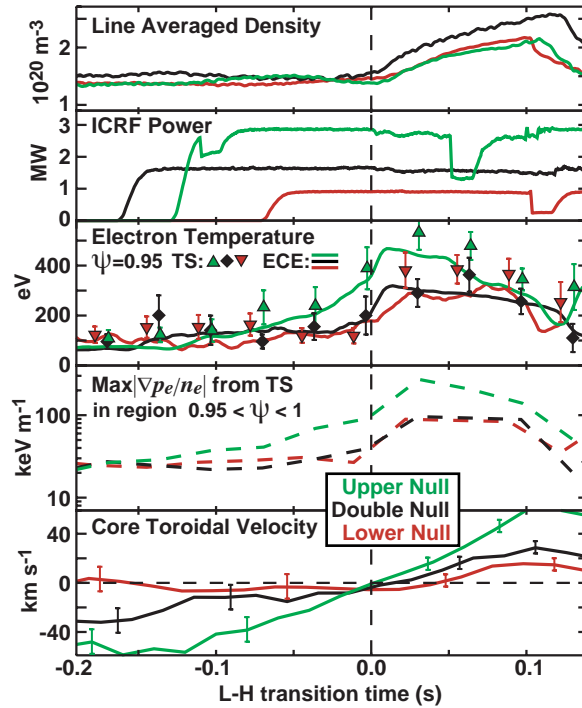 Line Averaged Density
2
1
10²⁰ m⁻³
ICRF Power
3
2
1
0
MW
Electron Temperature
Ψ=0.95 TS:▲◆▼ ECE:
400
200
0
eV
Max|∇pₑ/nₑ| from TS
in region 0.95 < Ψ < 1
100
10
keV m⁻¹
Upper Null
Double Null
Lower Null
Core Toroidal Velocity
40
0
-40
km s⁻¹
-0.2 -0.1 0.0 0.1
L-H transition time (s)